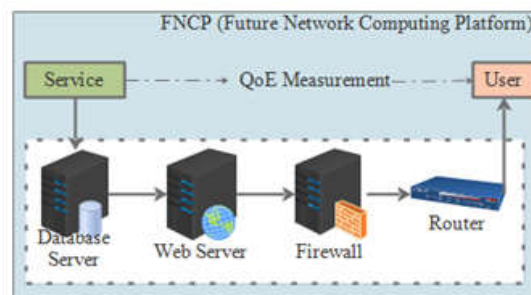 FNCP (Future Network Computing Platform)
Service
QoE Measurement
User
Database
Server
Web Server
Firewall
Router